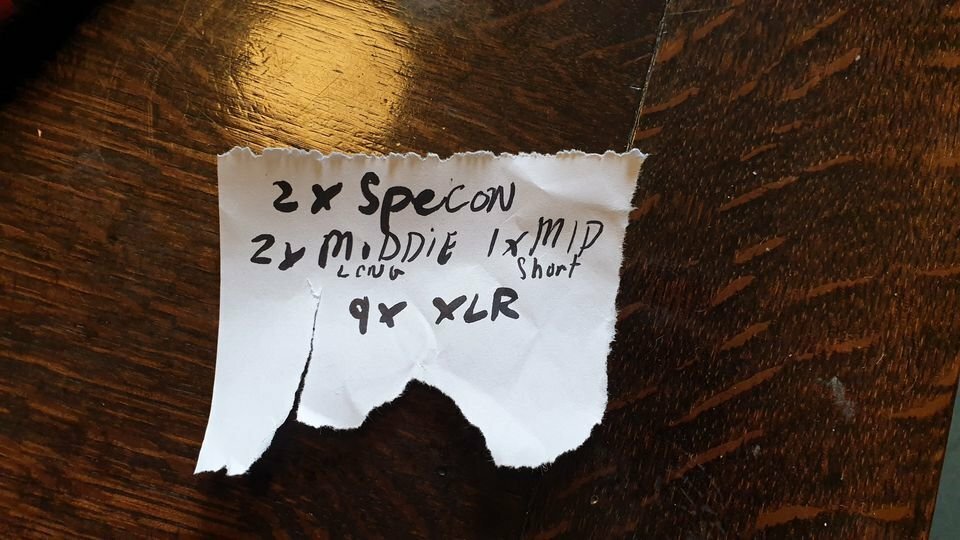 2x Specon
2x MIDDIE 1x MID
LONG short
9x XLR